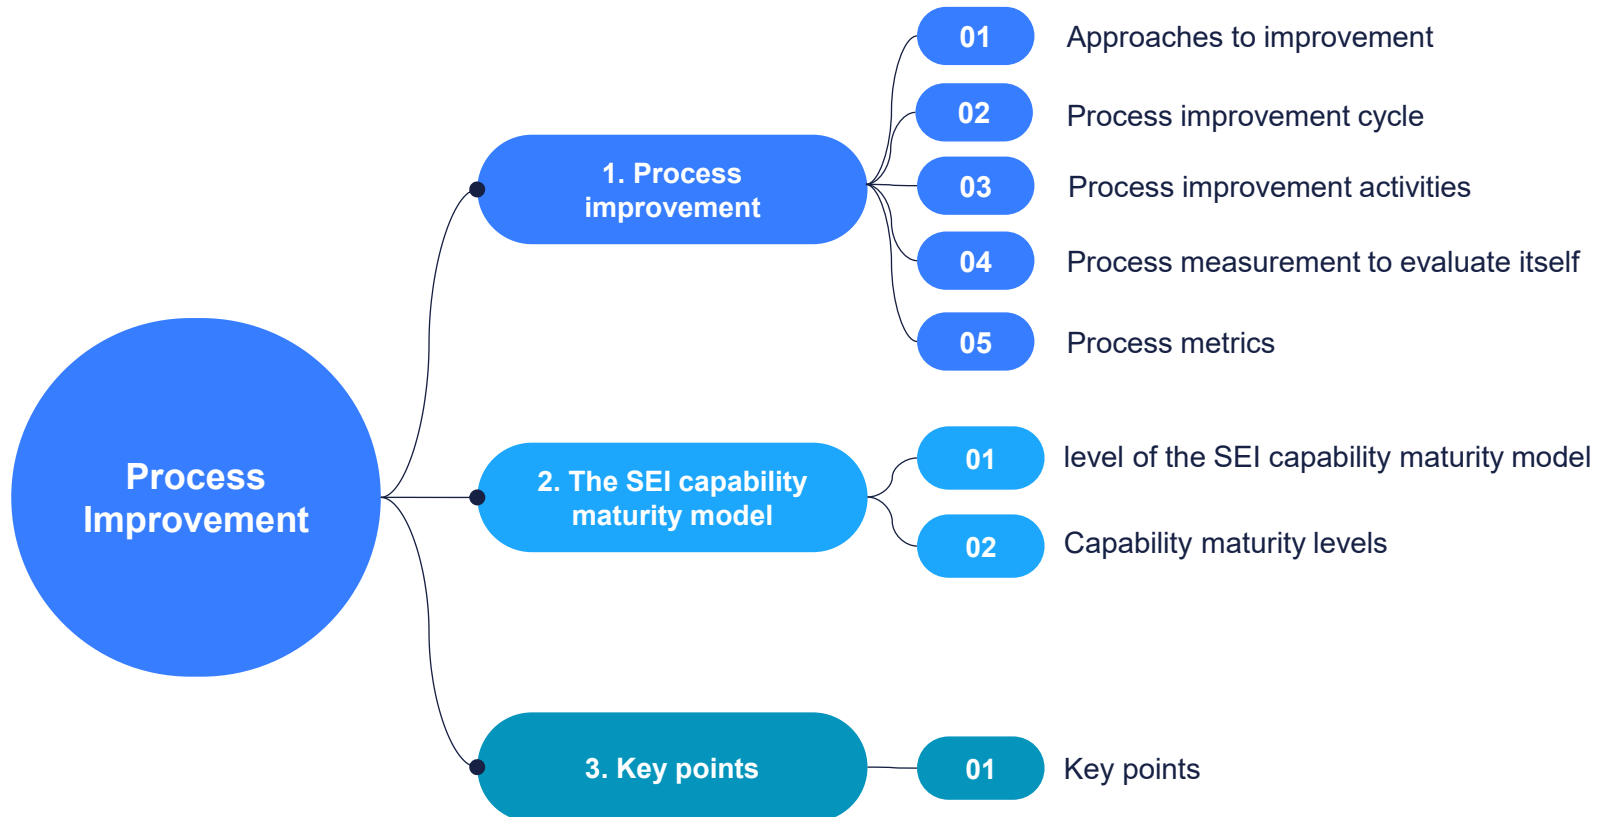 Process
Improvement
1. Process
improvement
01
Approaches to improvement
02
Process improvement cycle
03
Process improvement activities
04
Process measurement to evaluate itself
05
Process metrics
2. The SEI capability
maturity model
01
level of the SEI capability maturity model
02
Capability maturity levels
3. Key points
01
Key points